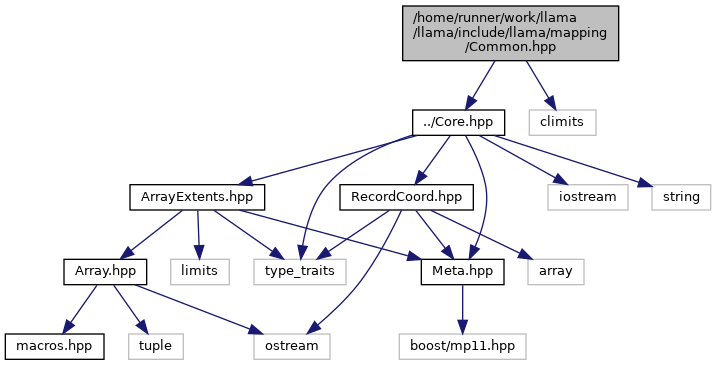 /home/runner/work/llama
/llama/include/llama/mapping
/Common.hpp
../Core.hpp
climits
ArrayExtents.hpp
RecordCoord.hpp
iostream
string
Array.hpp
limits
type_traits
Meta.hpp
array
macros.hpp
tuple
ostream
boost/mp11.hpp